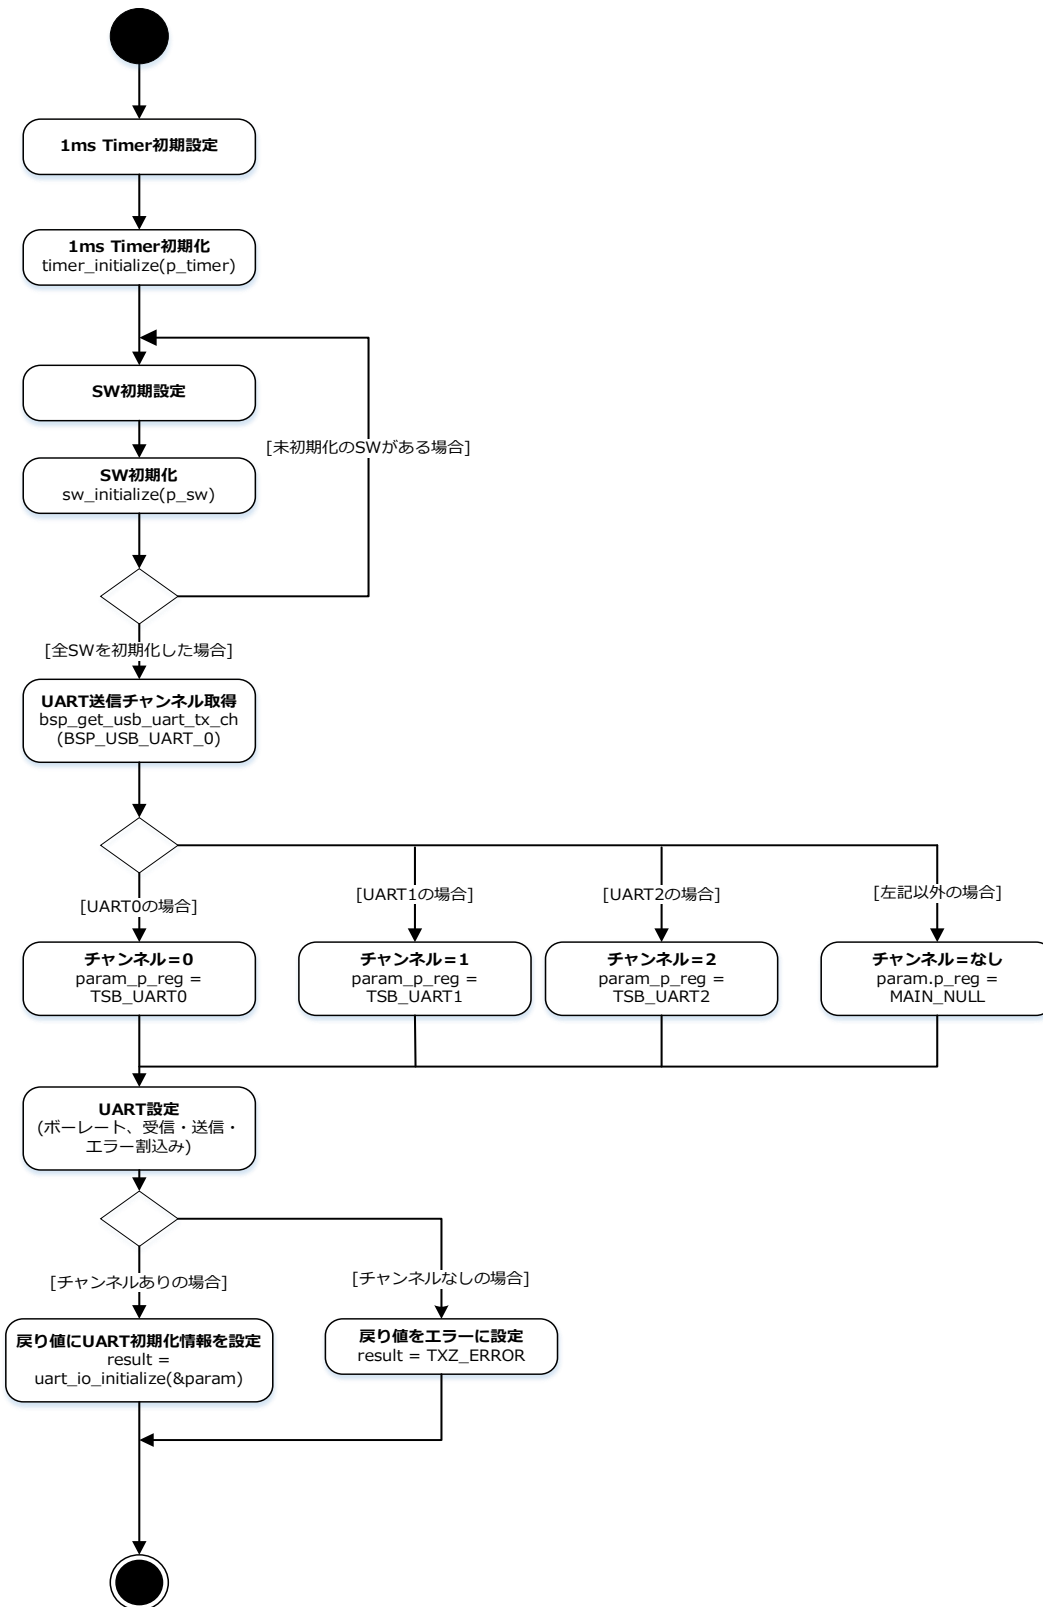 1ms Timer初期設定
1ms Timer初期化
timer_initialize(p_timer)
SW初期設定
[未初期化のSWがある場合]
SW初期化
sw_initialize(p_sw)
[全SWを初期化した場合]
UART送信チャンネル取得
bsp_get_usb_uart_tx_ch
(BSP_USB_UART_0)
[UART0の場合]
[UART1の場合]
[UART2の場合]
[左記以外の場合]
チャンネル=0
param_p_reg =
TSB_UART0
チャンネル=1
param_p_reg =
TSB_UART1
チャンネル=2
param_p_reg =
TSB_UART2
チャンネル=なし
param.p_reg =
MAIN_NULL
UART設定
(ボーレート、受信・送信・
エラー割込み)
[チャンネルありの場合]
[チャンネルなしの場合]
戻り値にUART初期化情報を設定
result =
uart_io_initialize(&param)
戻り値をエラーに設定
result = TXZ_ERROR